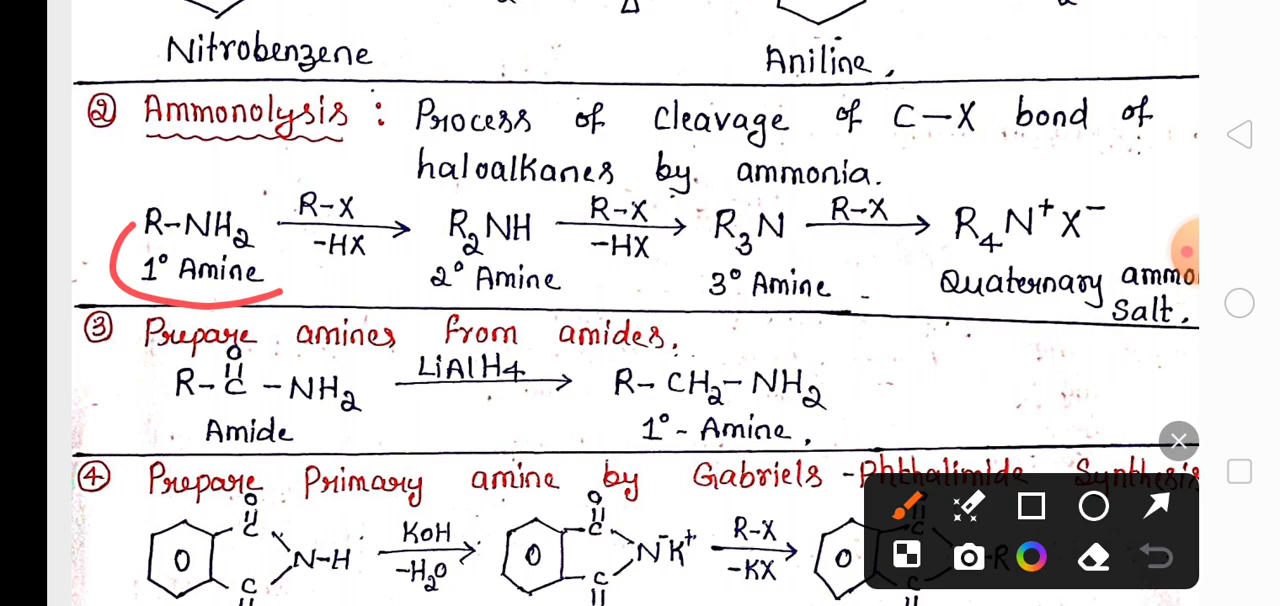 Nitrobenzene Aniline,
② Ammonolysis : Process of cleavage of C-X bond of
haloalkanes by. ammonia.
R-NH₂ R-X -HX → R₂NH R-X -HX → R₃N R-X → R₄N⁺X⁻
1° Amine 2° Amine 3° Amine Quaternary ammo
Salt.
③ Prepare amines from amides.
O
R-C-NH₂ LiAlH4 → R-CH₂-NH₂
Amide 1°-Amine,
④ Prepare Primary amine by Gabriels-Phthalimide Synthesis
O O
C N-H KOH -H₂O → C N⁻K⁺ R-X -KX → C R
C C